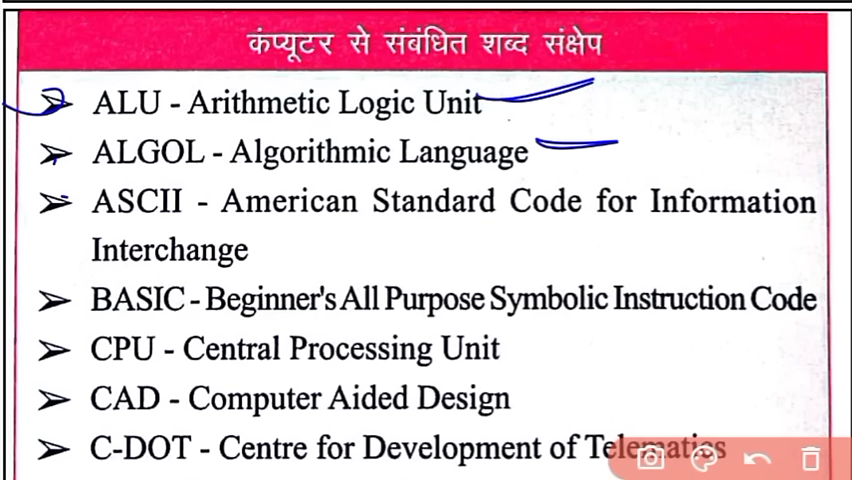 कंप्यूटर से संबंधित शब्द संक्षेप
➢ ALU - Arithmetic Logic Unit
➢ ALGOL - Algorithmic Language
➢ ASCII - American Standard Code for Information
Interchange
➢ BASIC - Beginner's All Purpose Symbolic Instruction Code
➢ CPU - Central Processing Unit
➢ CAD - Computer Aided Design
➢ C-DOT - Centre for Development of Telematics